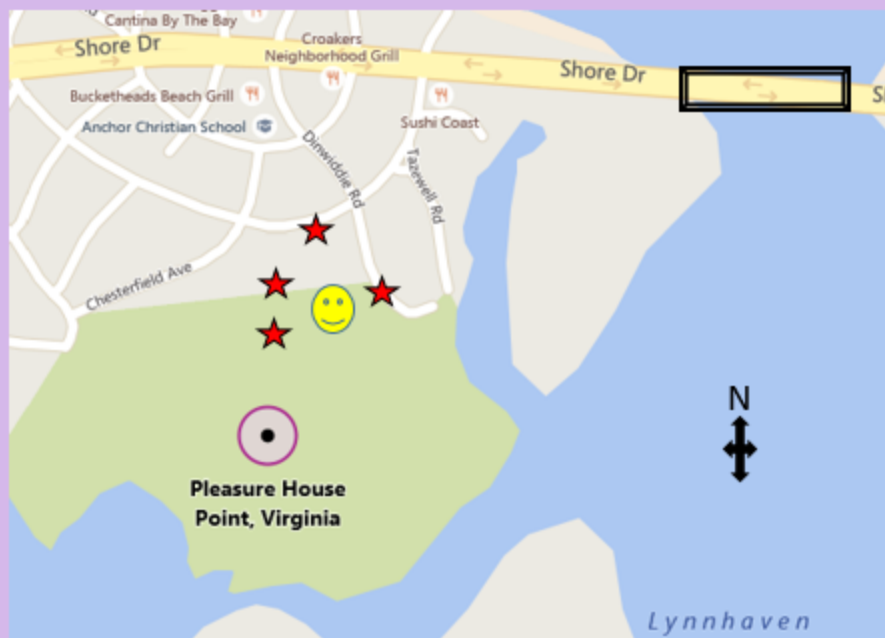 Cantina By The Bay
Shore Dr
Croakers
Neighborhood Grill
Shore Dr
Bucketheads Beach Grill
Anchor Christian School
Sushi Coast
Dinwiddie Rd
Tazewell Rd
Chesterfield Ave
N
Pleasure House
Point, Virginia
Lynnhaven